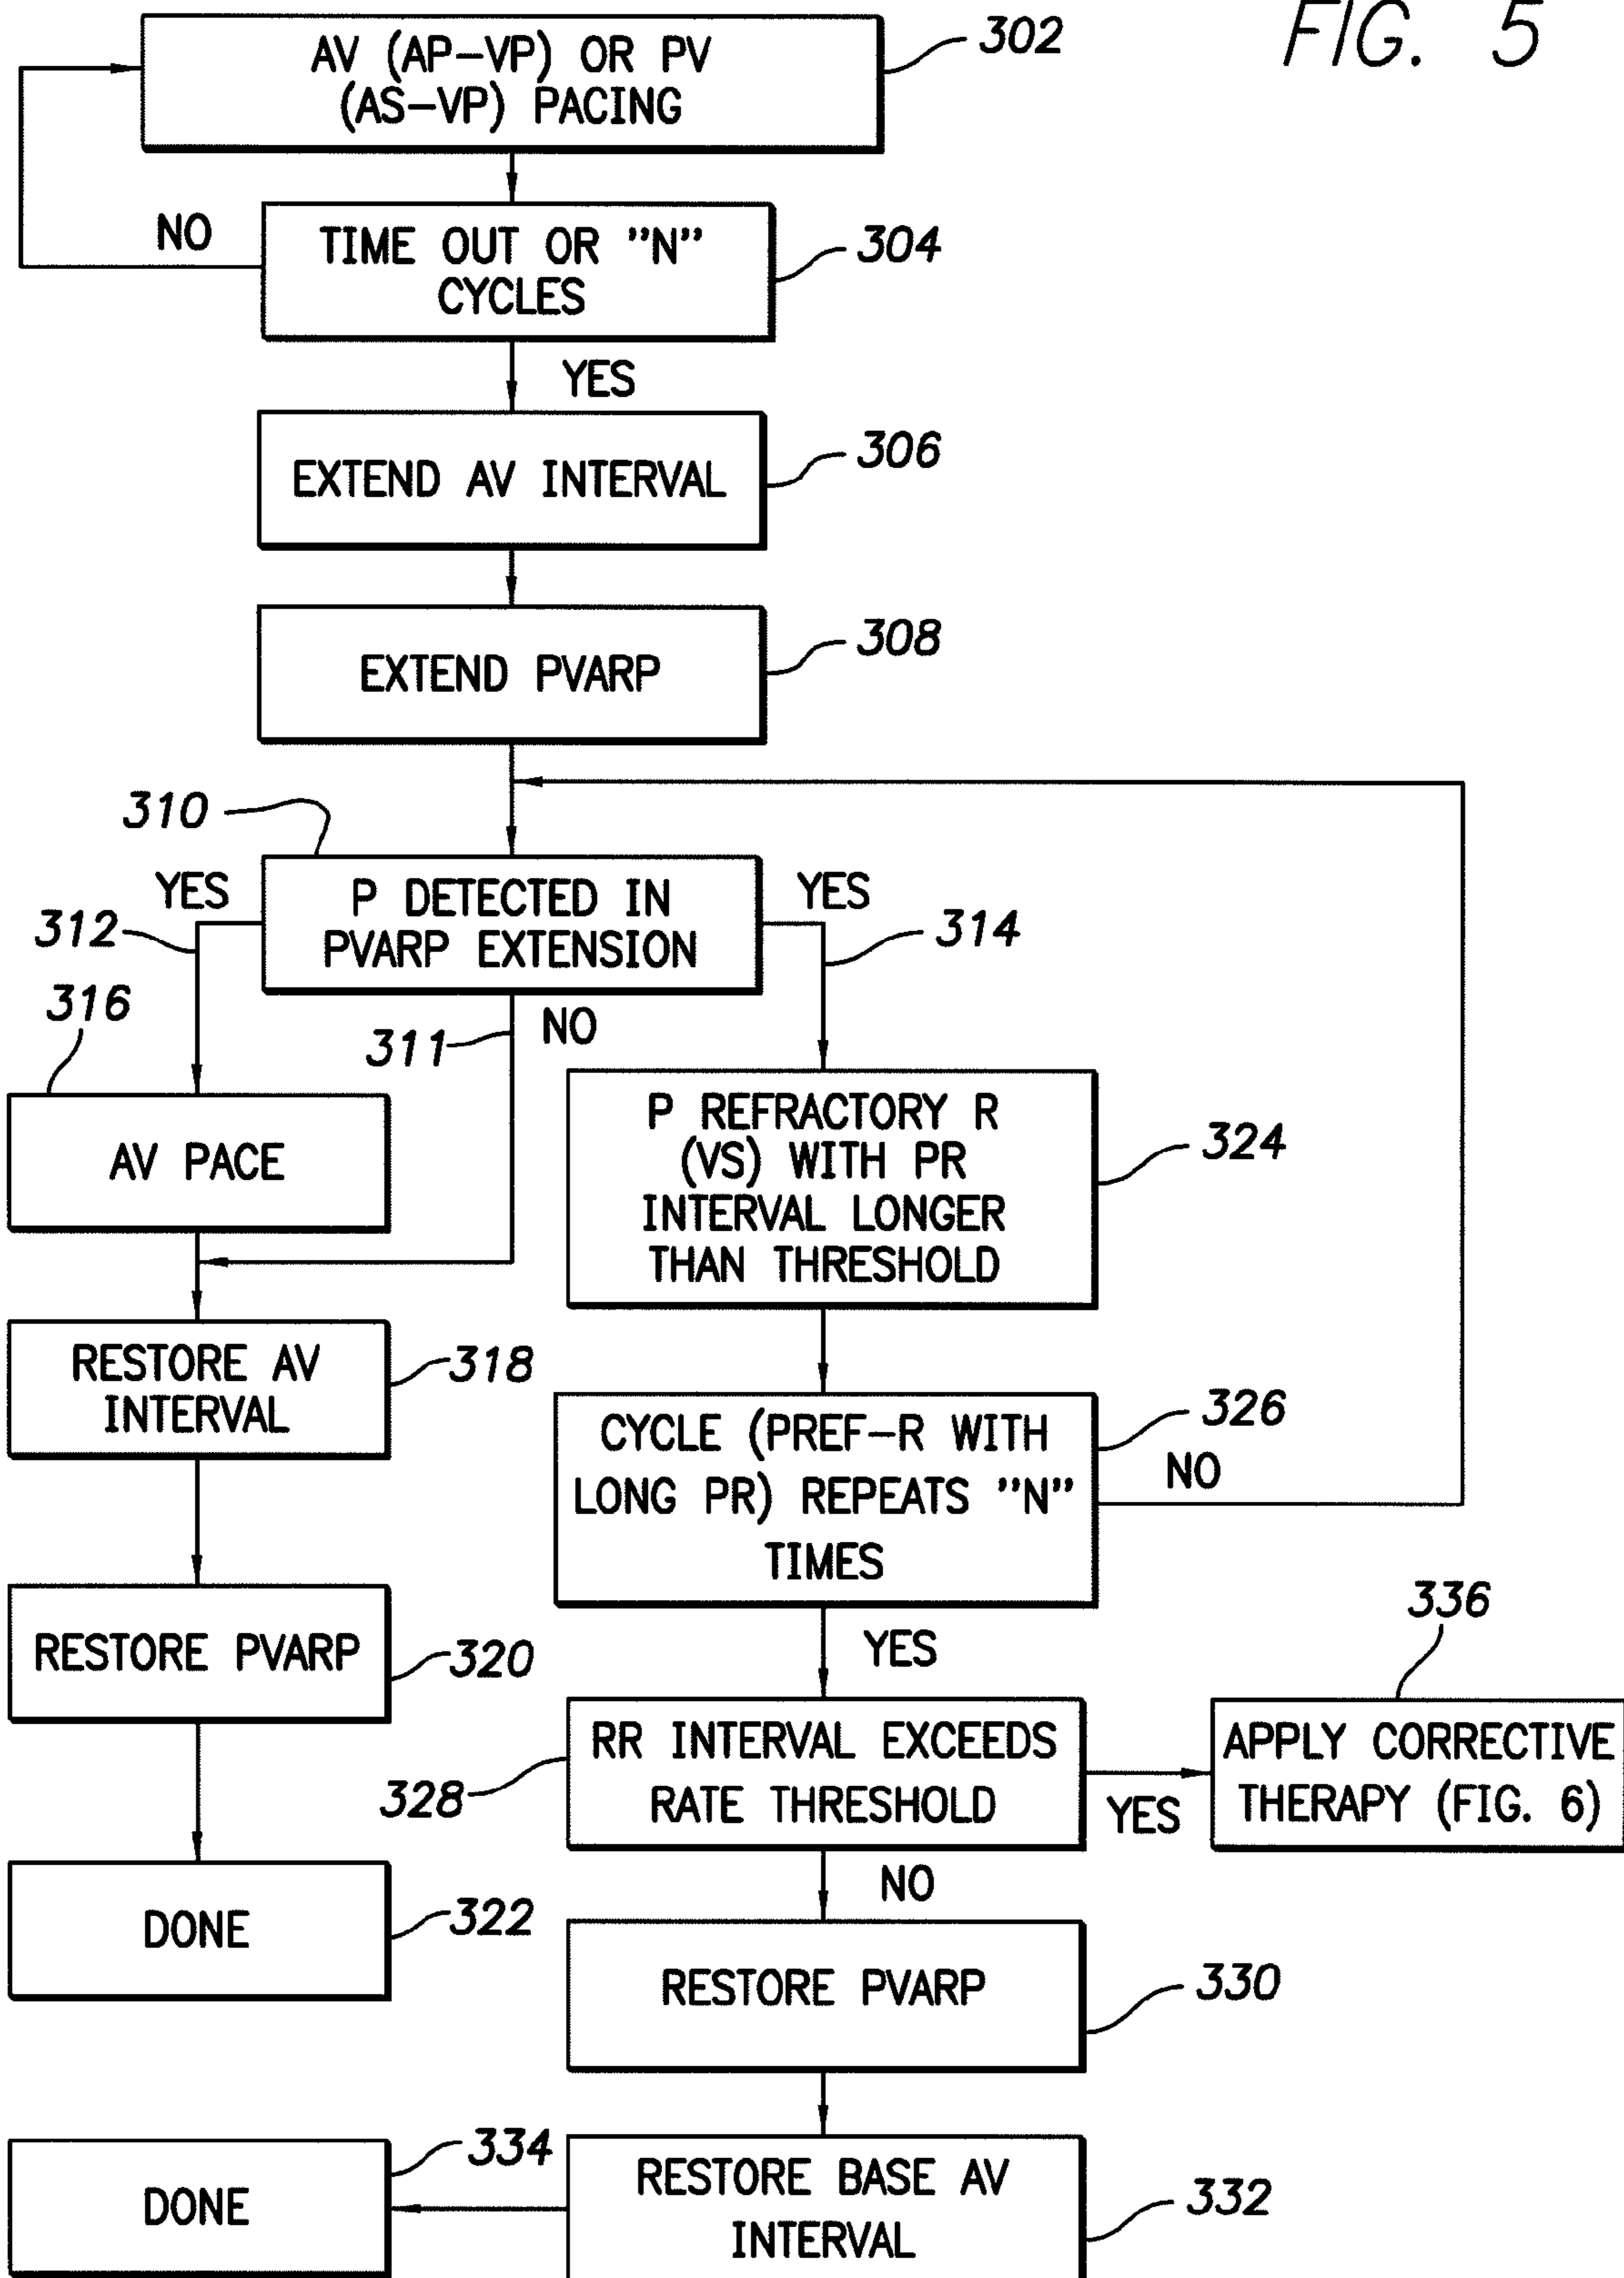 FIG. 5
AV (AP-VP) OR PV
(AS-VP) PACING
302
NO
TIME OUT OR "N"
CYCLES
304
YES
EXTEND AV INTERVAL
306
EXTEND PVARP
308
310
YES
P DETECTED IN
PVARP EXTENSION
YES
312
314
316
311
NO
AV PACE
P REFRACTORY R
(VS) WITH PR
INTERVAL LONGER
THAN THRESHOLD
324
RESTORE AV
INTERVAL
318
CYCLE (PREF-R WITH
LONG PR) REPEATS "N"
TIMES
326
NO
RESTORE PVARP
320
YES
336
RR INTERVAL EXCEEDS
RATE THRESHOLD
328
YES
APPLY CORRECTIVE
THERAPY (FIG. 6)
NO
DONE
322
RESTORE PVARP
330
DONE
334
RESTORE BASE AV
INTERVAL
332